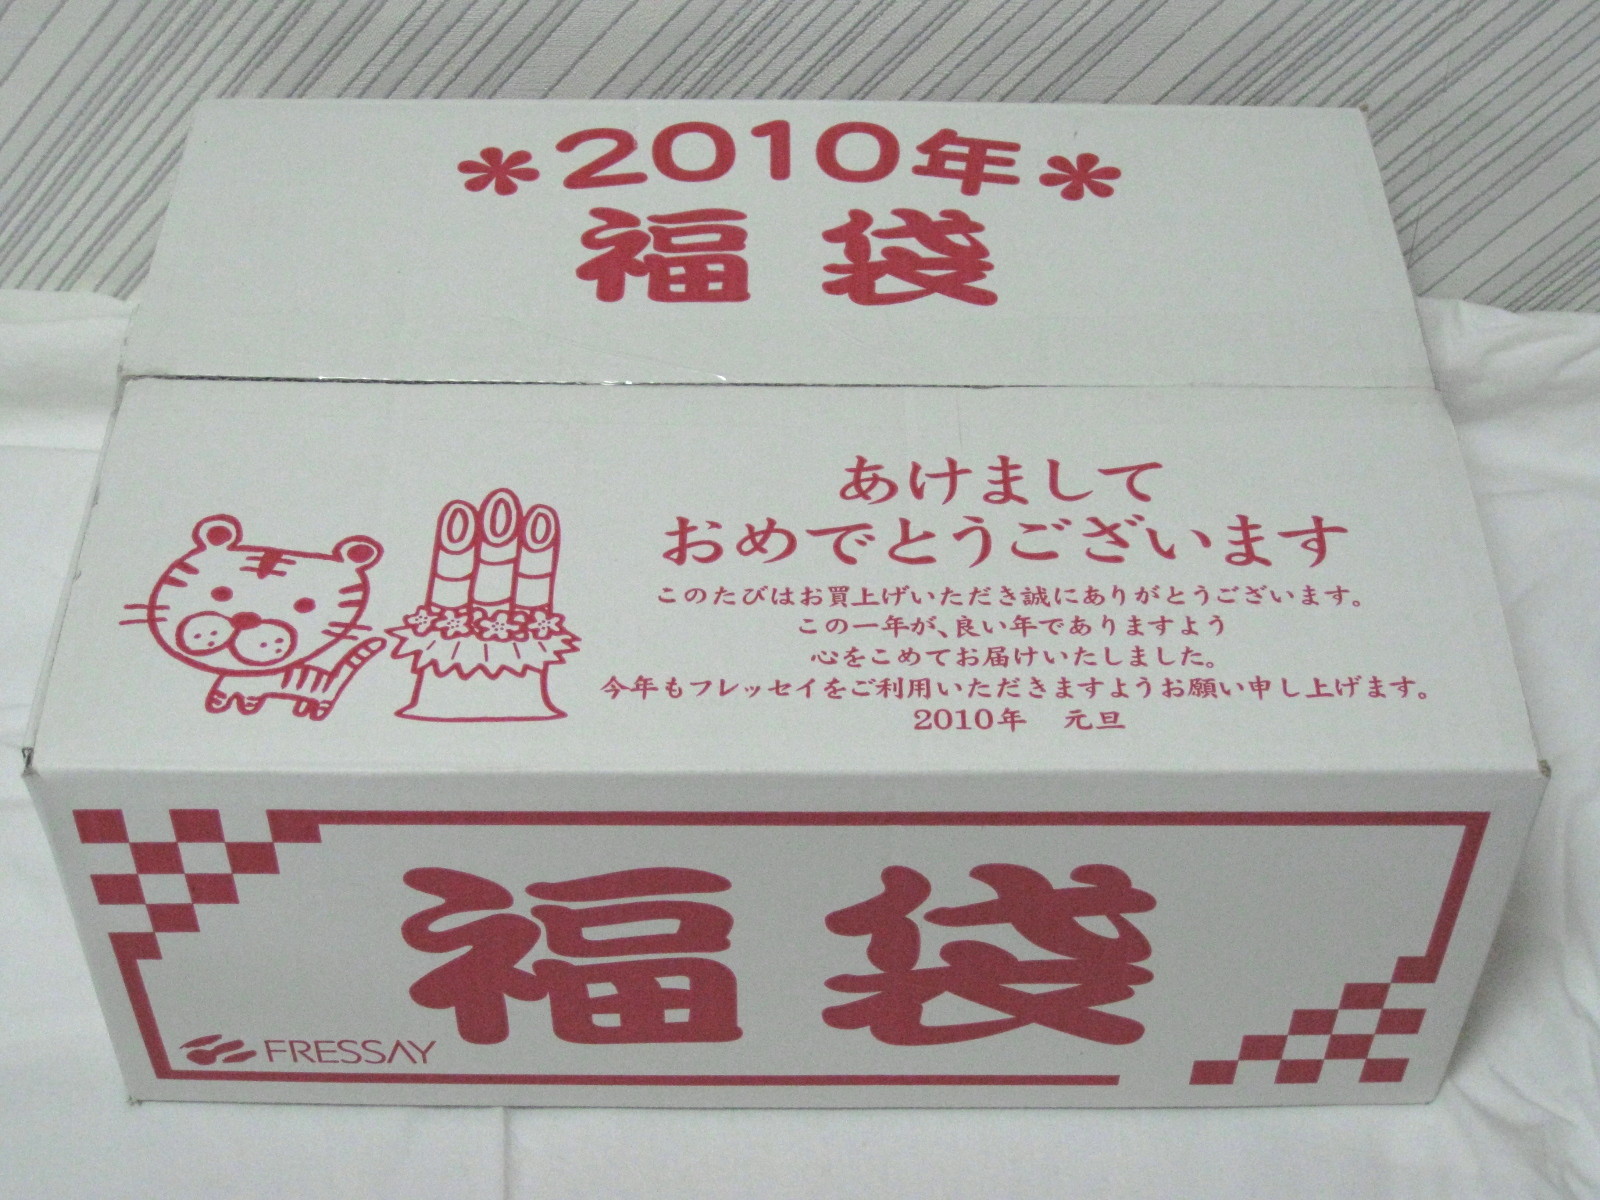 *2010年*
福袋
あけまして
おめでとうございます
このたびはお買上げいただき誠にありがとうございます。
この一年が、良い年でありますよう
心をこめてお届けいたしました。
今年もフレッセイをご利用いただきますようお願い申し上げます。
2010年 元旦
福袋
FRESSAY